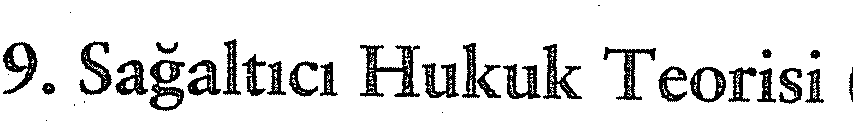 9. Sağaltıcı Hukuk Teorisi (